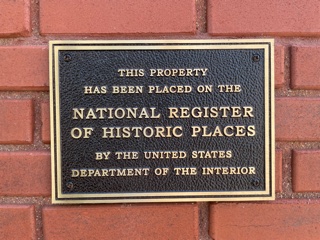 THIS PROPERTY
HAS BEEN PLACED ON THE
NATIONAL REGISTER
OF HISTORIC PLACES
BY THE UNITED STATES
DEPARTMENT OF THE INTERIOR